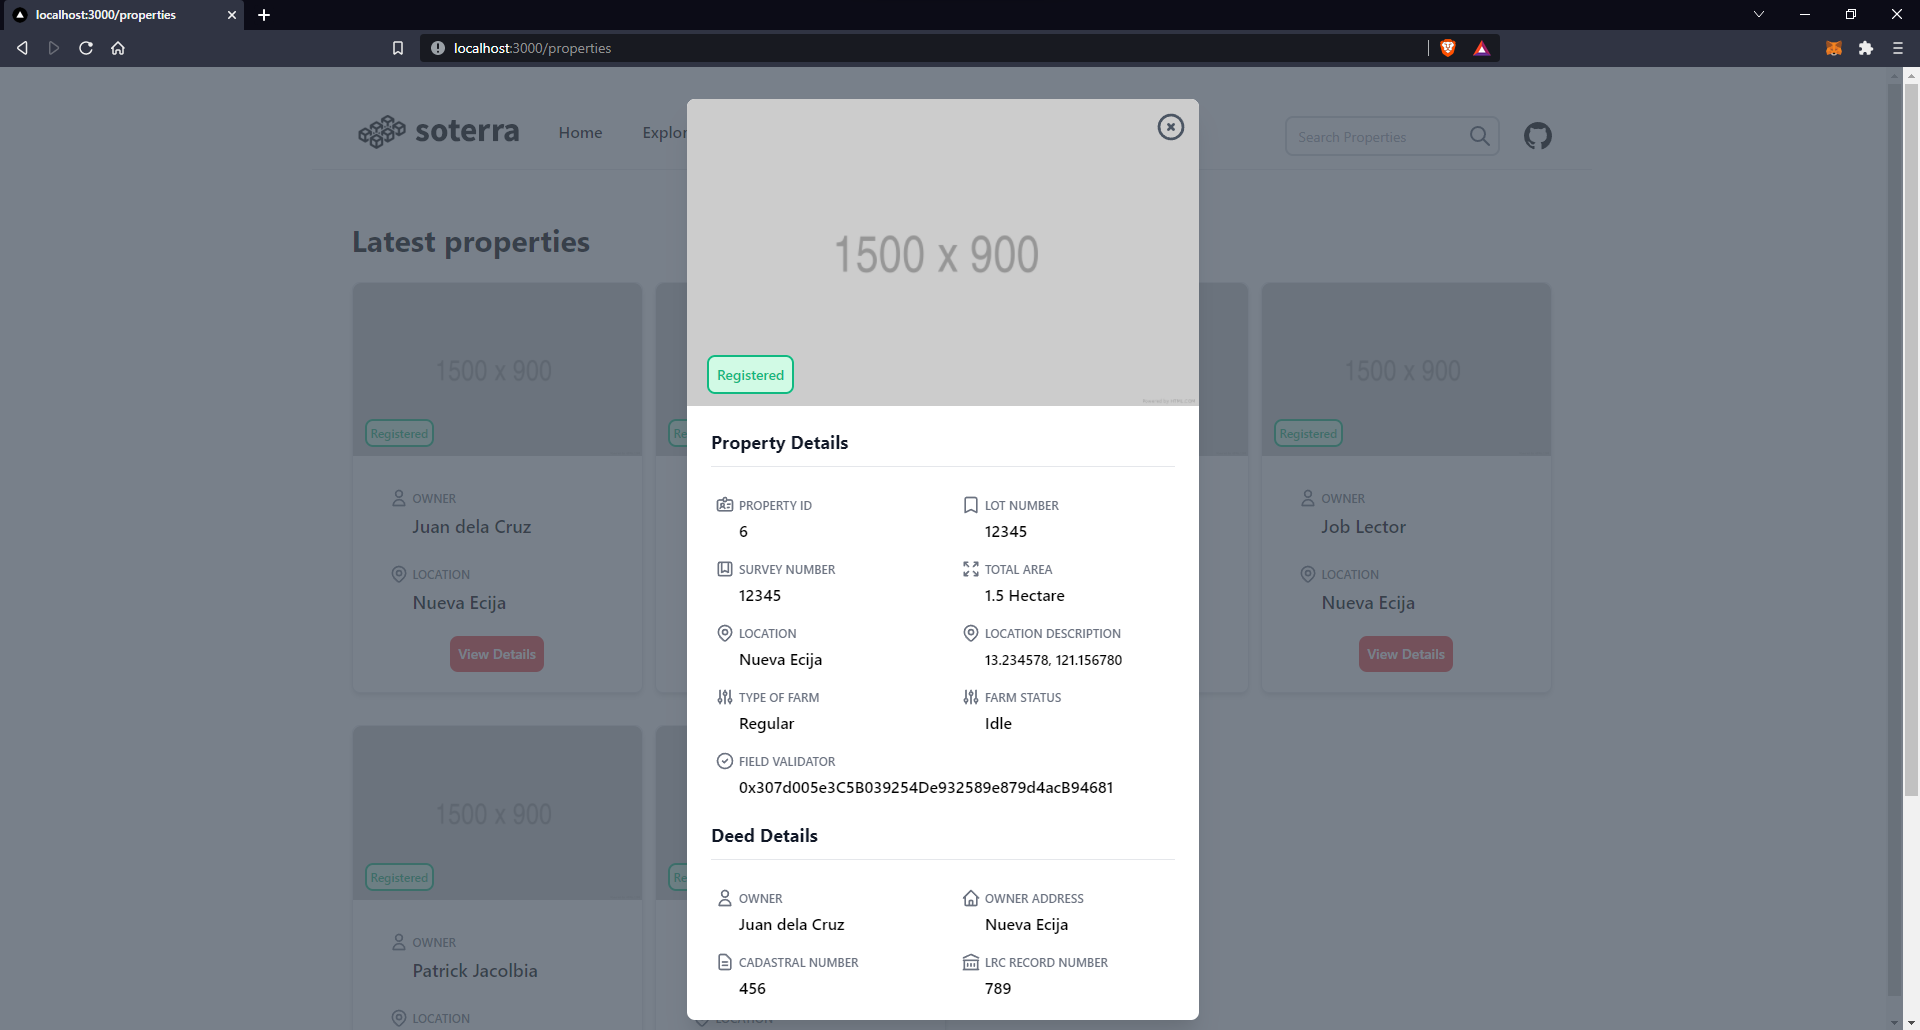 localhost:3000/properties
localhost:3000/properties
soterra
Home
Explor
Search Properties
Latest properties
1500 x 900
Registered
OWNER
Juan dela Cruz
LOCATION
Nueva Ecija
View Details
Re
1500 x 900
Registered
OWNER
Job Lector
LOCATION
Nueva Ecija
View Details
1500 x 900
Registered
OWNER
Patrick Jacolbia
LOCATION
Re
LOCATION
1500 x 900
Registered
Property Details
PROPERTY ID
6
LOT NUMBER
12345
SURVEY NUMBER
12345
TOTAL AREA
1.5 Hectare
LOCATION
Nueva Ecija
LOCATION DESCRIPTION
13.234578, 121.156780
TYPE OF FARM
Regular
FARM STATUS
Idle
FIELD VALIDATOR
0x307d005e3C5B039254De932589e879d4acB94681
Deed Details
OWNER
Juan dela Cruz
OWNER ADDRESS
Nueva Ecija
CADASTRAL NUMBER
456
LRC RECORD NUMBER
789